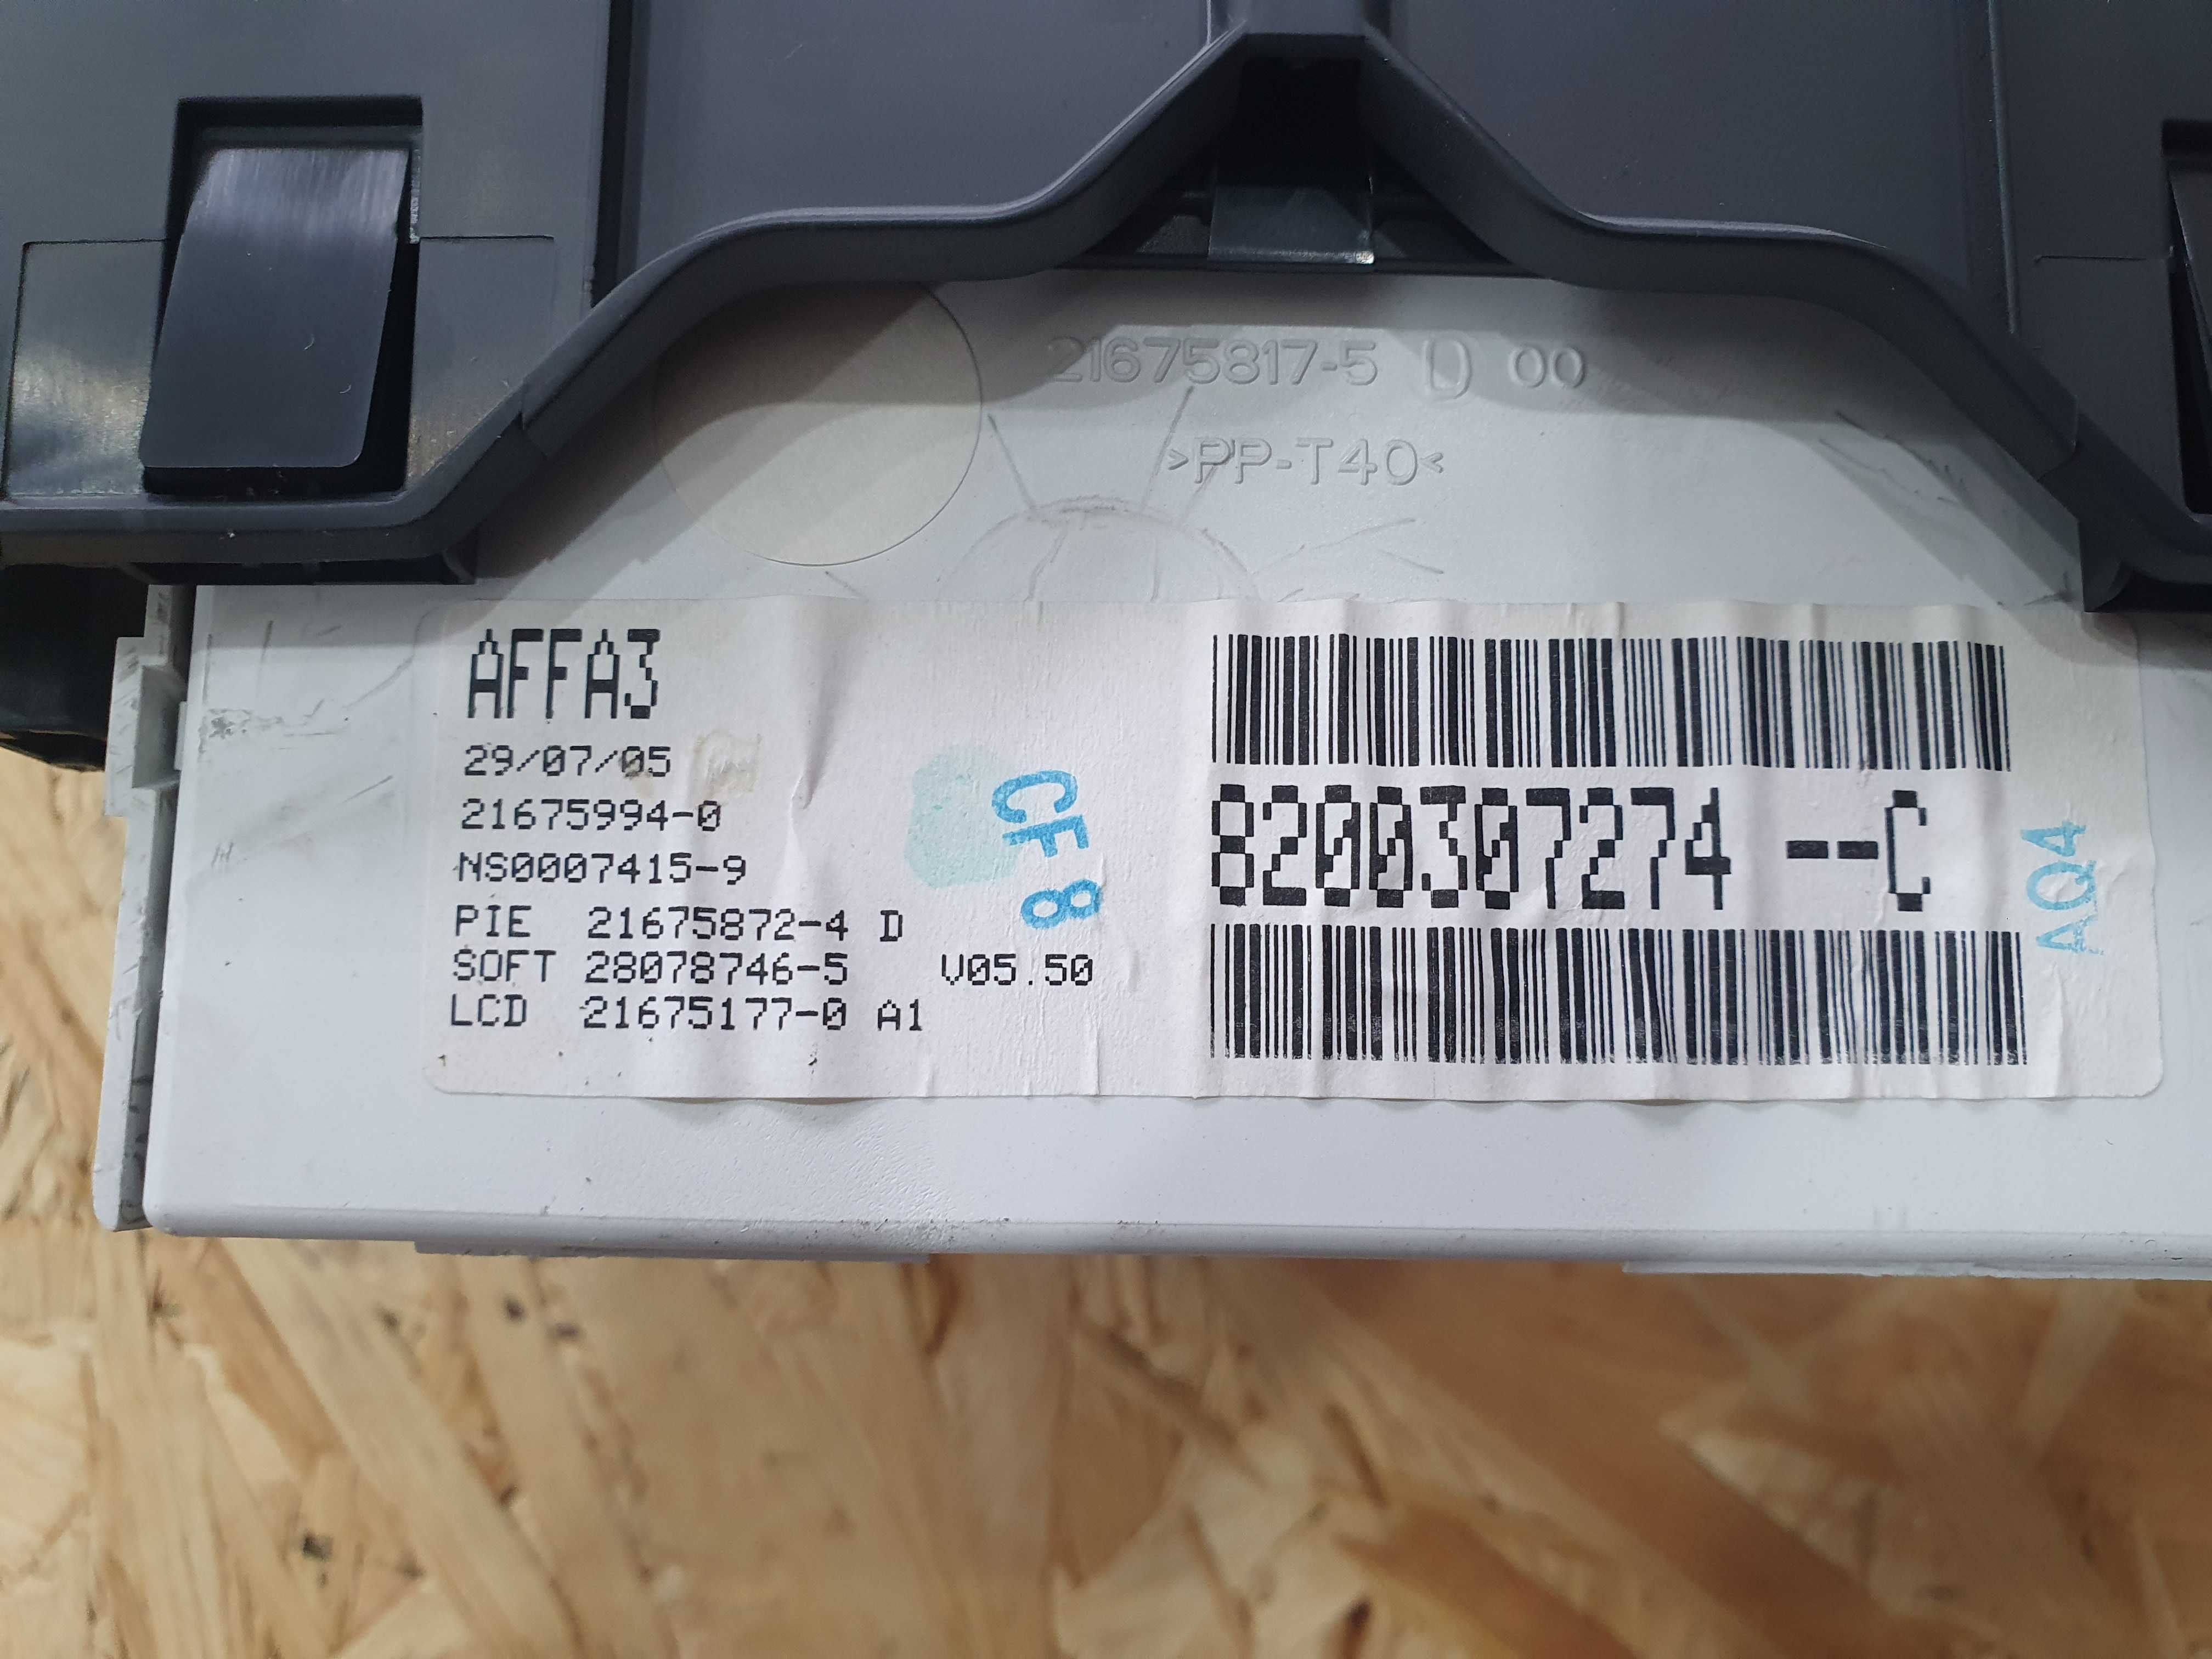 21675817-5 D 00
>PP-T40<
AFFA3
29/07/05
21675994-0
NS0007415-9
PIE 21675872-4 D
SOFT 28078746-5 V05.50
LCD 21675177-0 A1
CF 8
8200307274 --C
AQ4